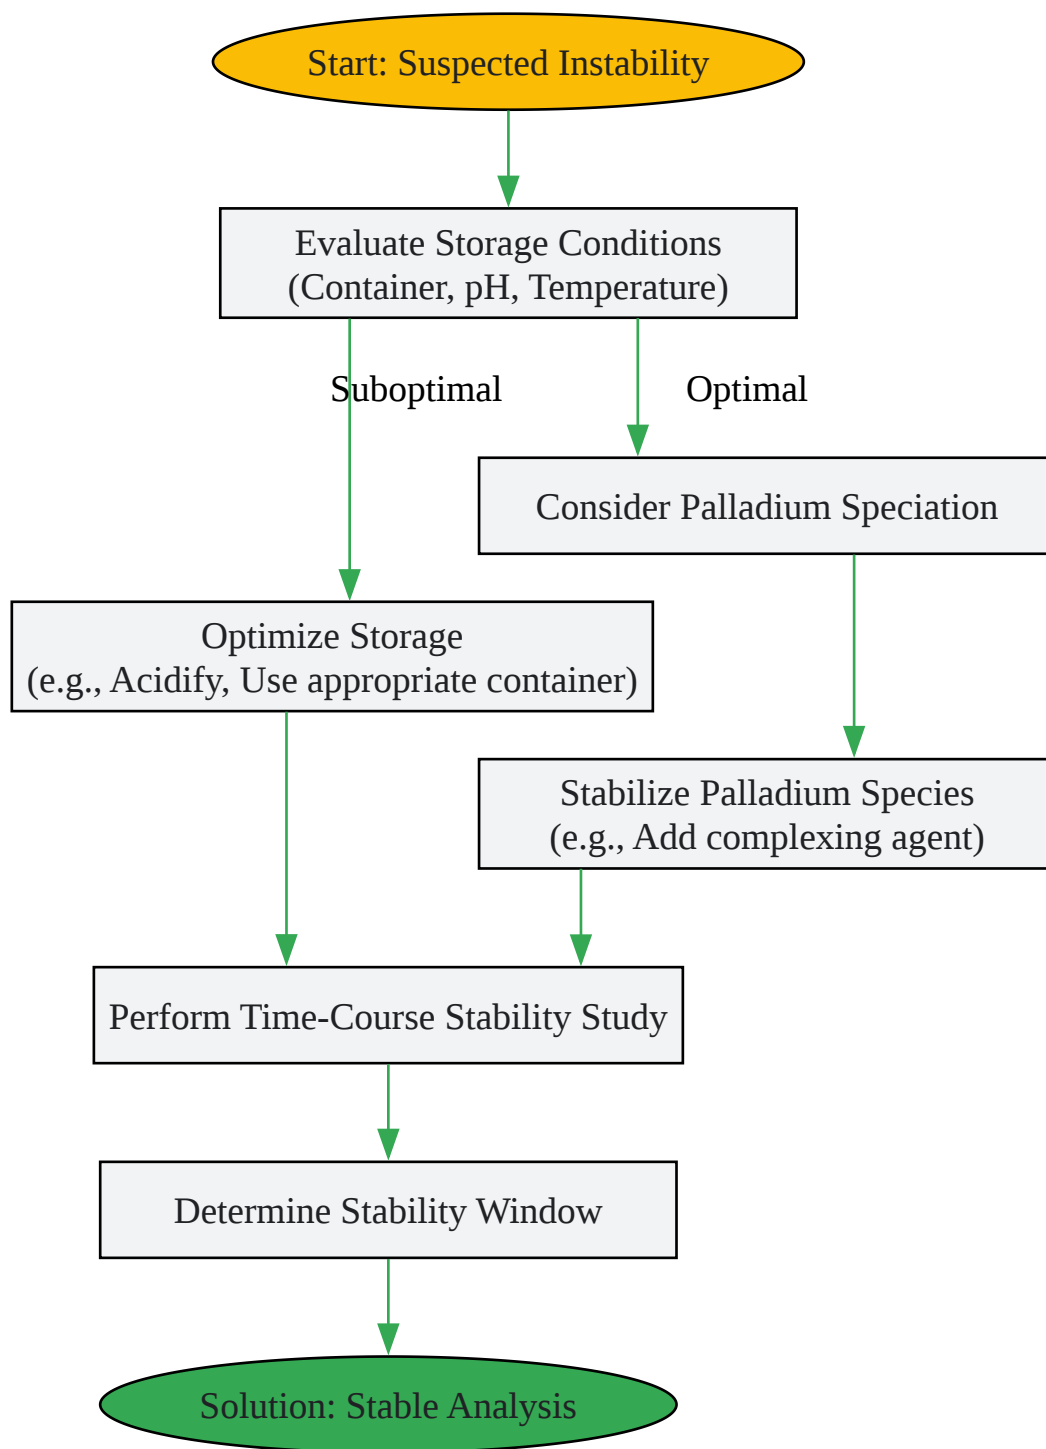 Start: Suspected Instability
Evaluate Storage Conditions
(Container, pH, Temperature)
Suboptimal
Optimal
Consider Palladium Speciation
Optimize Storage
(e.g., Acidify, Use appropriate container)
Stabilize Palladium Species
(e.g., Add complexing agent)
Perform Time-Course Stability Study
Determine Stability Window
Solution: Stable Analysis